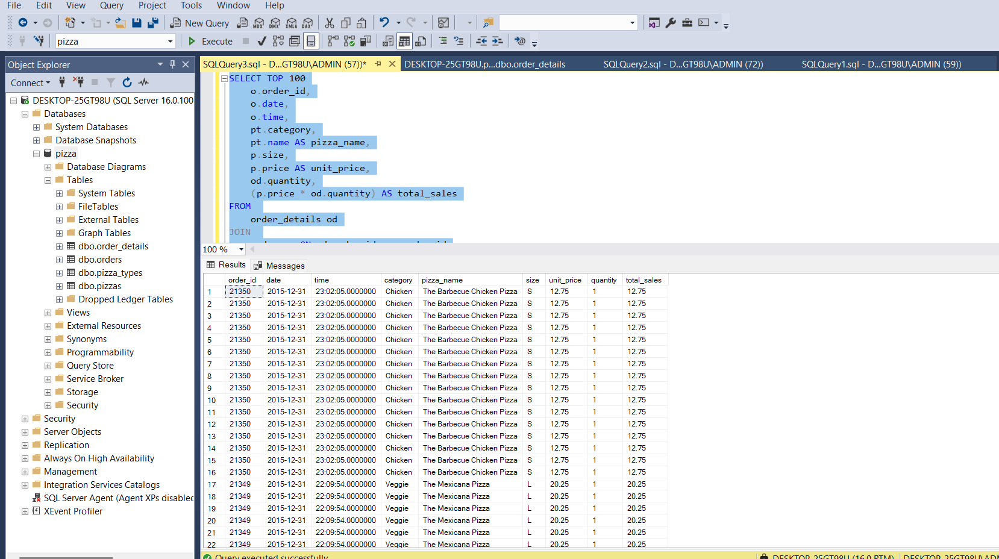 File Edit View Query Project Tools Window Help
New Query MDX DMX XMLA DAX
pizza Execute
Object Explorer
Connect
DESKTOP-25GT98U (SQL Server 16.0.100
Databases
System Databases
Database Snapshots
pizza
Database Diagrams
Tables
System Tables
FileTables
External Tables
Graph Tables
dbo.order_details
dbo.orders
dbo.pizza_types
dbo.pizzas
Dropped Ledger Tables
Views
External Resources
Synonyms
Programmability
Query Store
Service Broker
Storage
Security
Security
Server Objects
Replication
Always On High Availability
Management
Integration Services Catalogs
SQL Server Agent (Agent XPs disabled
XEvent Profiler
SQLQuery3.sql - D...GT98U\ADMIN (57))* DESKTOP-25GT98U.p...dbo.order_details SQLQuery2.sql - D...GT98U\ADMIN (72)) SQLQuery1.sql - D...GT98U\ADMIN (59))
SELECT TOP 100
o.order_id,
o.date,
o.time,
pt.category,
pt.name AS pizza_name,
p.size,
p.price AS unit_price,
od.quantity,
(p.price * od.quantity) AS total_sales
FROM
order_details od
JOIN
100 %
Results Messages
order_id date time category pizza_name size unit_price quantity total_sales
1 21350 2015-12-31 23:02:05.0000000 Chicken The Barbecue Chicken Pizza S 12.75 1 12.75
2 21350 2015-12-31 23:02:05.0000000 Chicken The Barbecue Chicken Pizza S 12.75 1 12.75
3 21350 2015-12-31 23:02:05.0000000 Chicken The Barbecue Chicken Pizza S 12.75 1 12.75
4 21350 2015-12-31 23:02:05.0000000 Chicken The Barbecue Chicken Pizza S 12.75 1 12.75
5 21350 2015-12-31 23:02:05.0000000 Chicken The Barbecue Chicken Pizza S 12.75 1 12.75
6 21350 2015-12-31 23:02:05.0000000 Chicken The Barbecue Chicken Pizza S 12.75 1 12.75
7 21350 2015-12-31 23:02:05.0000000 Chicken The Barbecue Chicken Pizza S 12.75 1 12.75
8 21350 2015-12-31 23:02:05.0000000 Chicken The Barbecue Chicken Pizza S 12.75 1 12.75
9 21350 2015-12-31 23:02:05.0000000 Chicken The Barbecue Chicken Pizza S 12.75 1 12.75
10 21350 2015-12-31 23:02:05.0000000 Chicken The Barbecue Chicken Pizza S 12.75 1 12.75
11 21350 2015-12-31 23:02:05.0000000 Chicken The Barbecue Chicken Pizza S 12.75 1 12.75
12 21350 2015-12-31 23:02:05.0000000 Chicken The Barbecue Chicken Pizza S 12.75 1 12.75
13 21350 2015-12-31 23:02:05.0000000 Chicken The Barbecue Chicken Pizza S 12.75 1 12.75
14 21350 2015-12-31 23:02:05.0000000 Chicken The Barbecue Chicken Pizza S 12.75 1 12.75
15 21350 2015-12-31 23:02:05.0000000 Chicken The Barbecue Chicken Pizza S 12.75 1 12.75
16 21350 2015-12-31 23:02:05.0000000 Chicken The Barbecue Chicken Pizza S 12.75 1 12.75
17 21349 2015-12-31 22:09:54.0000000 Veggie The Mexicana Pizza L 20.25 1 20.25
18 21349 2015-12-31 22:09:54.0000000 Veggie The Mexicana Pizza L 20.25 1 20.25
19 21349 2015-12-31 22:09:54.0000000 Veggie The Mexicana Pizza L 20.25 1 20.25
20 21349 2015-12-31 22:09:54.0000000 Veggie The Mexicana Pizza L 20.25 1 20.25
21 21349 2015-12-31 22:09:54.0000000 Veggie The Mexicana Pizza L 20.25 1 20.25
22 21349 2015-12-31 22:09:54.0000000 Veggie The Mexicana Pizza L 20.25 1 20.25
Query executed successfully DESKTOP-25GT98U (16.0 RTM) DESKTOP-25GT98U\ADM